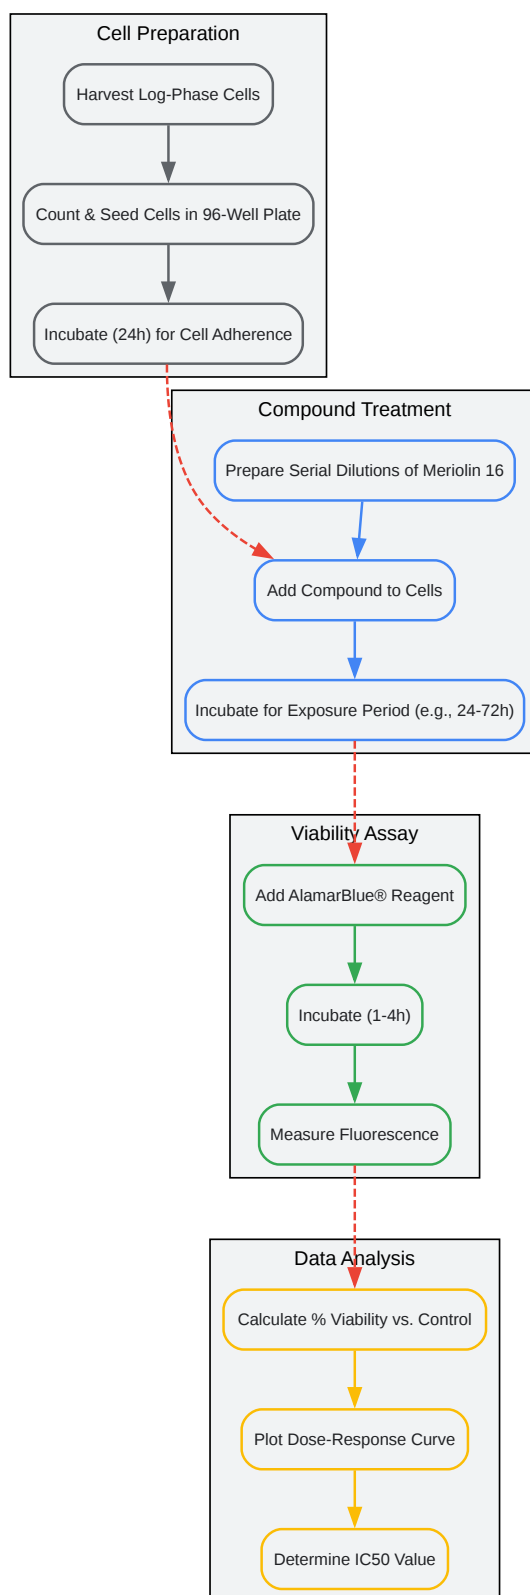 Cell Preparation
Harvest Log-Phase Cells
Count & Seed Cells in 96-Well Plate
Incubate (24h) for Cell Adherence
Compound Treatment
Prepare Serial Dilutions of Meriolin 16
Add Compound to Cells
Incubate for Exposure Period (e.g., 24-72h)
Viability Assay
Add AlamarBlue® Reagent
Incubate (1-4h)
Measure Fluorescence
Data Analysis
Calculate % Viability vs. Control
Plot Dose-Response Curve
Determine IC50 Value